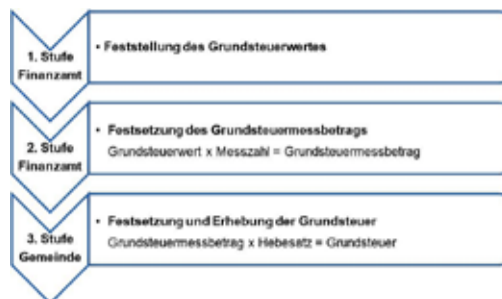 1. Stufe
Finanzamt
• Feststellung des Grundsteuerwertes
2. Stufe
Finanzamt
• Festsetzung des Grundsteuermessbetrags
Grundsteuerwert x Messzahl = Grundsteuermessbetrag
3. Stufe
Gemeinde
• Festsetzung und Erhebung der Grundsteuer
Grundsteuermessbetrag x Hebesatz = Grundsteuer